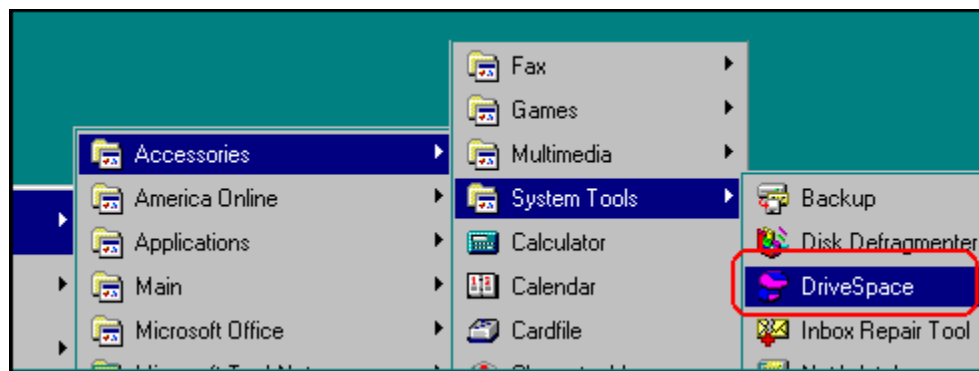 Fax
Games
Accessories
Multimedia
America Online
System Tools
Backup
Applications
Calculator
Disk Defragmenter
Main
Calendar
DriveSpace
Microsoft Office
Cardfile
Inbox Repair Tool